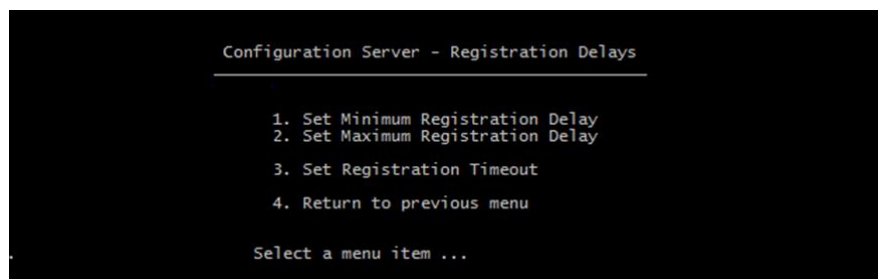 Configuration Server - Registration Delays
1. Set Minimum Registration Delay
2. Set Maximum Registration Delay
3. Set Registration Timeout
4. Return to previous menu
Select a menu item ...